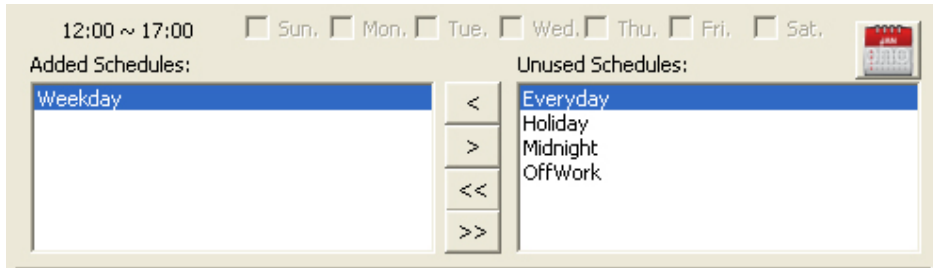 12:00 ~ 17:00 Sun. Mon. Tue. Wed. Thu. Fri. Sat.
JAN
Added Schedules: Unused Schedules:
Weekday < Everyday
Holiday
> Midnight
OffWork
<<
>>